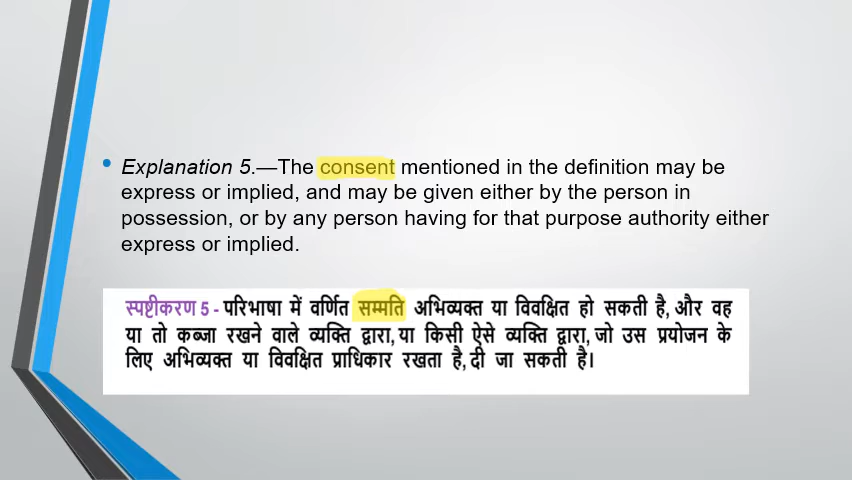 Explanation 5.—The consent mentioned in the definition may be
express or implied, and may be given either by the person in
possession, or by any person having for that purpose authority either
express or implied.
स्पष्टीकरण 5 - परिभाषा में वर्णित सम्मति अभिव्यक्त या विवक्षित हो सकती है, और वह
या तो कब्जा रखने वाले व्यक्ति द्वारा, या किसी ऐसे व्यक्ति द्वारा, जो उस प्रयोजन के
लिए अभिव्यक्त या विवक्षित प्राधिकार रखता है, दी जा सकती है।